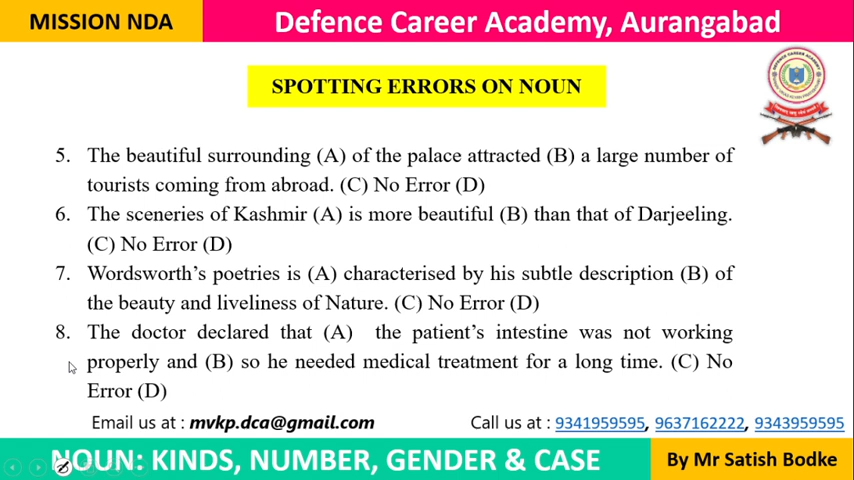 MISSION NDA
Defence Career Academy, Aurangabad
SPOTTING ERRORS ON NOUN
5. The beautiful surrounding (A) of the palace attracted (B) a large number of
tourists coming from abroad. (C) No Error (D)
6. The sceneries of Kashmir (A) is more beautiful (B) than that of Darjeeling.
(C) No Error (D)
7. Wordsworth's poetries is (A) characterised by his subtle description (B) of
the beauty and liveliness of Nature. (C) No Error (D)
8. The doctor declared that (A) the patient's intestine was not working
properly and (B) so he needed medical treatment for a long time. (C) No
Error (D)
Email us at : mvkp.dca@gmail.com Call us at : 9341959595, 9637162222, 9343959595
NOUN: KINDS, NUMBER, GENDER & CASE
By Mr Satish Bodke